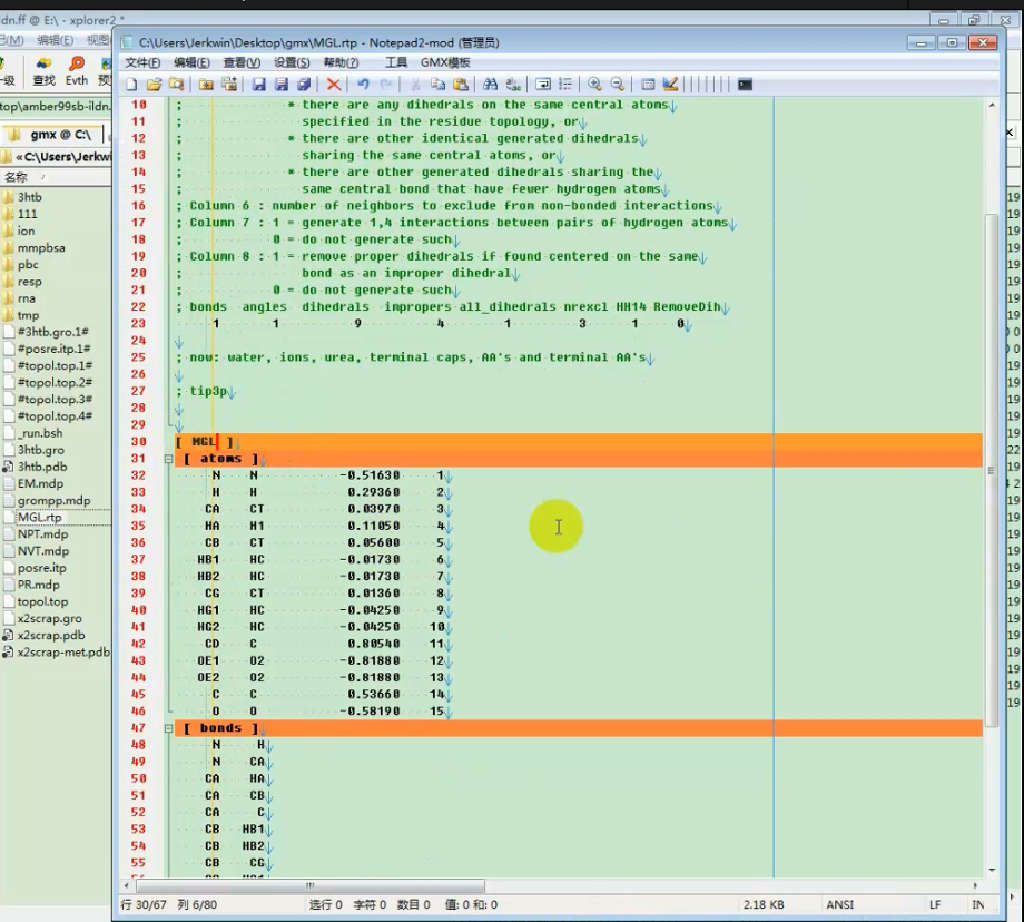 ldn.ff @ E:\ - xplorer2 *
(M) 编辑(E) 视图
级 查找 Evth 预
top\amber99sb-ildn.
gmx @ C:\
«C:\Users\Jerkwi
名称
3htb
111
ion
mmpbsa
pbc
resp
rna
tmp
#3htb.gro.1#
#posre.itp.1#
#topol.top.1#
#topol.top.2#
#topol.top.3#
#topol.top.4#
_run.bsh
3htb.gro
3htb.pdb
EM.mdp
grompp.mdp
MGL.rtp
NPT.mdp
NVT.mdp
posre.itp
PR.mdp
topol.top
x2scrap.gro
x2scrap.pdb
x2scrap-met.pdb
C:\Users\Jerkwin\Desktop\gmx\MGL.rtp - Notepad2-mod (管理员)
文件(F) 编辑(E) 查看(V) 设置(S) 帮助(?) 工具 GMX模板
10 ; * there are any dihedrals on the same central atoms
11 ; specified in the residue topology, or
12 ; * there are other identical generated dihedrals
13 ; sharing the same central atoms, or
14 ; * there are other generated dihedrals sharing the
15 ; same central bond that have fewer hydrogen atoms
16 ; Column 6 : number of neighbors to exclude from non-bonded interactions
17 ; Column 7 : 1 = generate 1,4 interactions between pairs of hydrogen atoms
18 ; 0 = do not generate such
19 ; Column 8 : 1 = remove proper dihedrals if found centered on the same
20 ; bond as an improper dihedral
21 ; 0 = do not generate such
22 ; bonds angles dihedrals impropers all_dihedrals nrexcl HH14 RemoveDih
23 1 1 9 4 1 3 1 0
24
25 ; now: water, ions, urea, terminal caps, AA's and terminal AA's
26
27 ; tip3p
28
29
30 [ MGL ]
31 [ atoms ]
32 N N -0.51630 1
33 H H 0.29360 2
34 CA CT 0.03970 3
35 HA H1 0.11050 4
36 CB CT 0.05600 5
37 HB1 HC -0.01730 6
38 HB2 HC -0.01730 7
39 CG CT 0.01360 8
40 HG1 HC -0.04250 9
41 HG2 HC -0.04250 10
42 CD C 0.80540 11
43 OE1 O2 -0.81880 12
44 OE2 O2 -0.81880 13
45 C C 0.53660 14
46 O O -0.58190 15
47 [ bonds ]
48 N H
49 N CA
50 CA HA
51 CA CB
52 CA C
53 CB HB1
54 CB HB2
55 CB CG
行 30/67 列 6/80 选行 0 字符 0 数目 0 值: 0 和: 0 2.18 KB ANSI LF IN